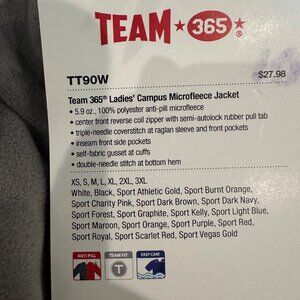 TEAM 365®
TT90W
$27.98
Team 365® Ladies' Campus Microfleece Jacket
• 5.9 oz., 100% polyester anti-pill microfleece
• center front reverse coil zipper with semi-autolock rubber pull tab
• triple-needle coverstitch at raglan sleeve and front pockets
• inseam front side pockets
• self-fabric gusset at cuffs
• double-needle stitch at bottom hem
XS, S, M, L, XL, 2XL, 3XL
White, Black, Sport Athletic Gold, Sport Burnt Orange,
Sport Charity Pink, Sport Dark Brown, Sport Dark Navy,
Sport Forest, Sport Graphite, Sport Kelly, Sport Light Blue,
Sport Maroon, Sport Orange, Sport Purple, Sport Red,
Sport Royal, Sport Scarlet Red, Sport Vegas Gold
ANTI PILL TEAM FIT EASY CARE
T